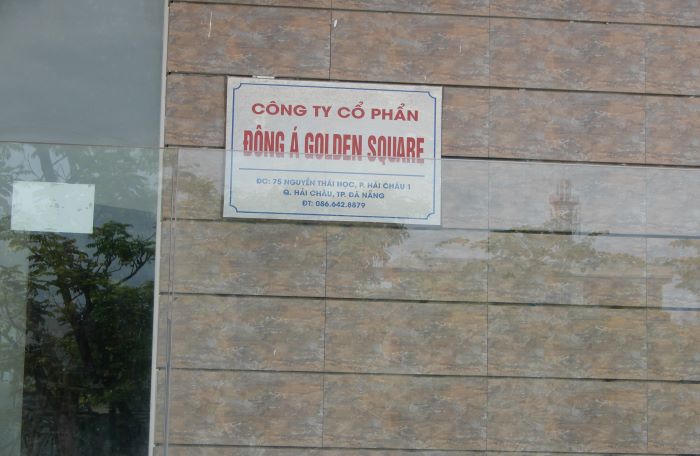 CÔNG TY CỔ PHẨN
ĐÔNG Á GOLDEN SQUARE
ĐC: 75 NGUYỄN THÁI HỌC, P. HẢI CHÂU 1
Q. HẢI CHÂU, TP. ĐÀ NẴNG
ĐT: 086.642.8879